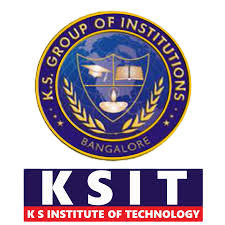 K.S. GROUP OF INSTITUTIONS
BANGALORE
KSIT
K S INSTITUTE OF TECHNOLOGY